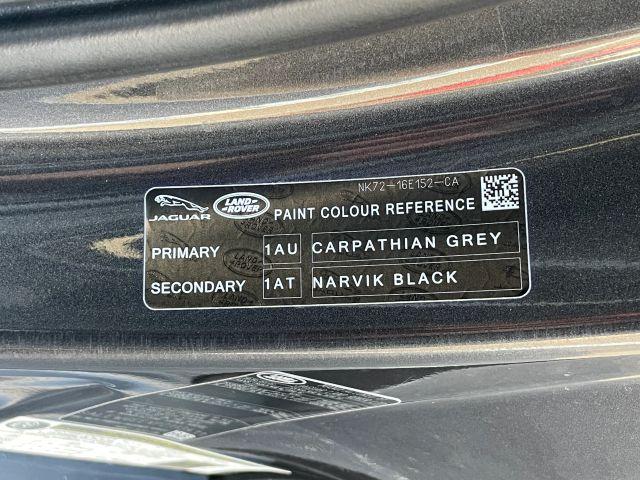 NK72-16E152-CA
JAGUAR LAND ROVER PAINT COLOUR REFERENCE
PRIMARY 1AU CARPATHIAN GREY
SECONDARY 1AT NARVIK BLACK